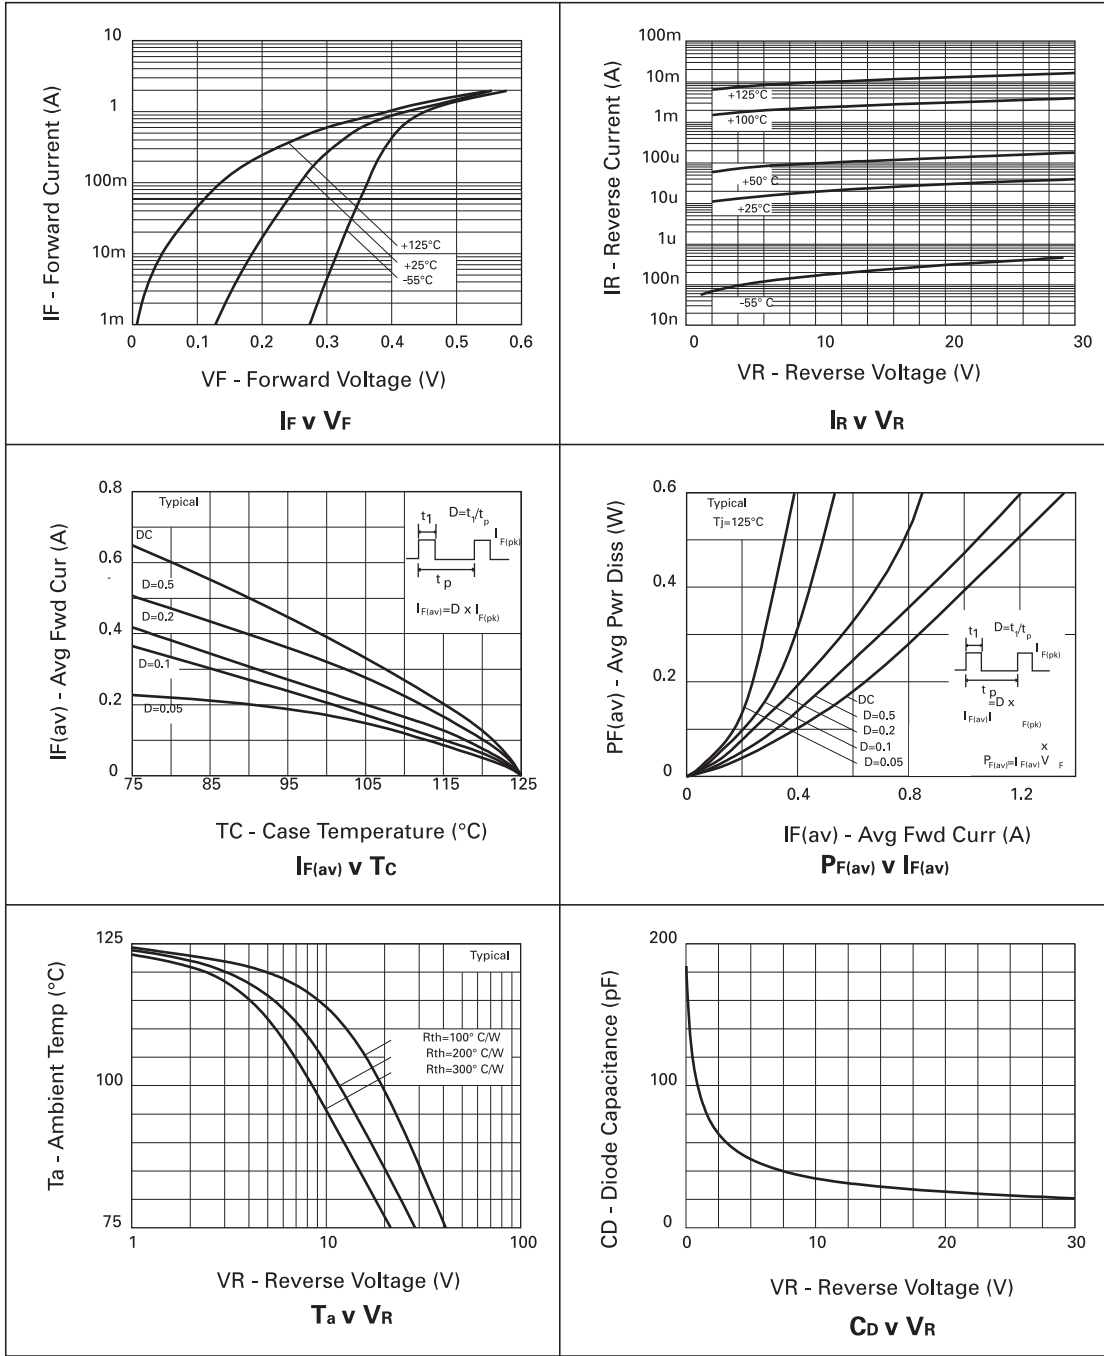 10
1
100m
10m
1m
0 0.1 0.2 0.3 0.4 0.5 0.6
IF - Forward Current (A)
+125°C
+25°C
-55°C
VF - Forward Voltage (V)
IF v VF
100m
10m
1m
100u
10u
1u
100n
10n
0 10 20 30
IR - Reverse Current (A)
+125°C
+100°C
+50° C
+25°C
-55° C
VR - Reverse Voltage (V)
IR v VR
0.8
0.6
0.4
0.2
0
75 85 95 105 115 125
IF(av) - Avg Fwd Cur (A)
Typical
DC
D=0.5
D=0.2
D=0.1
D=0.05
t1 D=t1/tp
IF(pk)
tp
IF(av)=D x IF(pk)
TC - Case Temperature (°C)
IF(av) v TC
0.6
0.4
0.2
0
0 0.4 0.8 1.2
PF(av) - Avg Pwr Diss (W)
Typical
Tj=125°C
DC
D=0.5
D=0.2
D=0.1
D=0.05
t1 D=t1/tp
IF(pk)
tp
=D x
IF(av)I F(pk)
x
PF(av)=IF(av)V F
IF(av) - Avg Fwd Curr (A)
PF(av) v IF(av)
125
100
75
1 10 100
Ta - Ambient Temp (°C)
Typical
Rth=100° C/W
Rth=200° C/W
Rth=300° C/W
VR - Reverse Voltage (V)
Ta v VR
200
100
0
0 10 20 30
CD - Diode Capacitance (pF)
VR - Reverse Voltage (V)
CD v VR